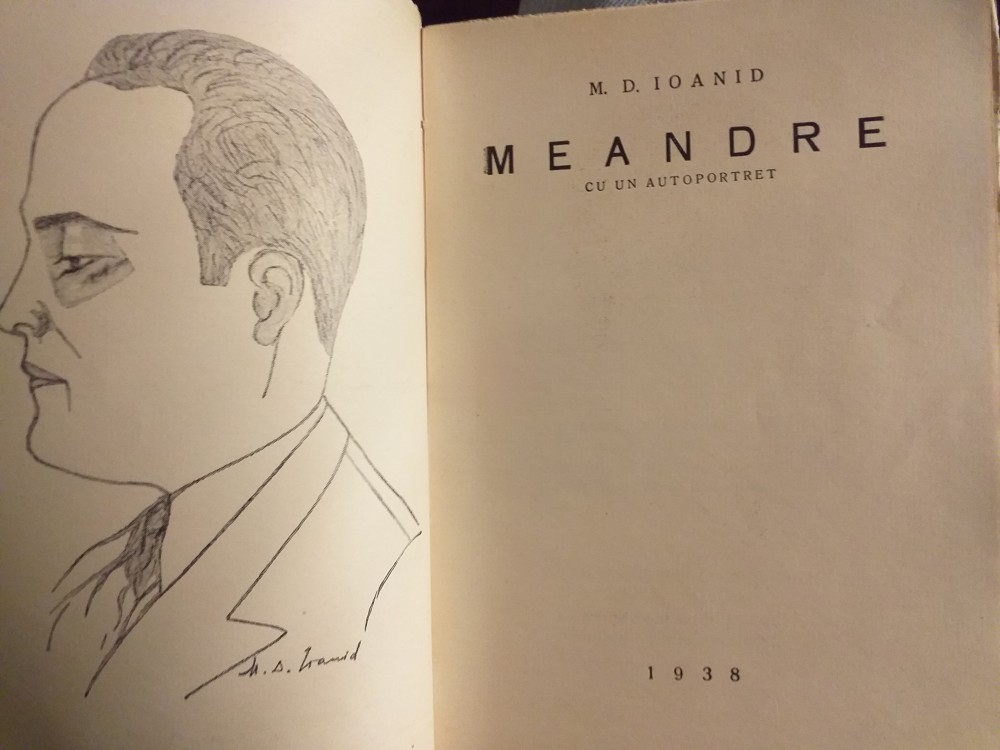 M. D. Ioanid
M. D. IOANID
MEANDRE
CU UN AUTOPORTRET
1938